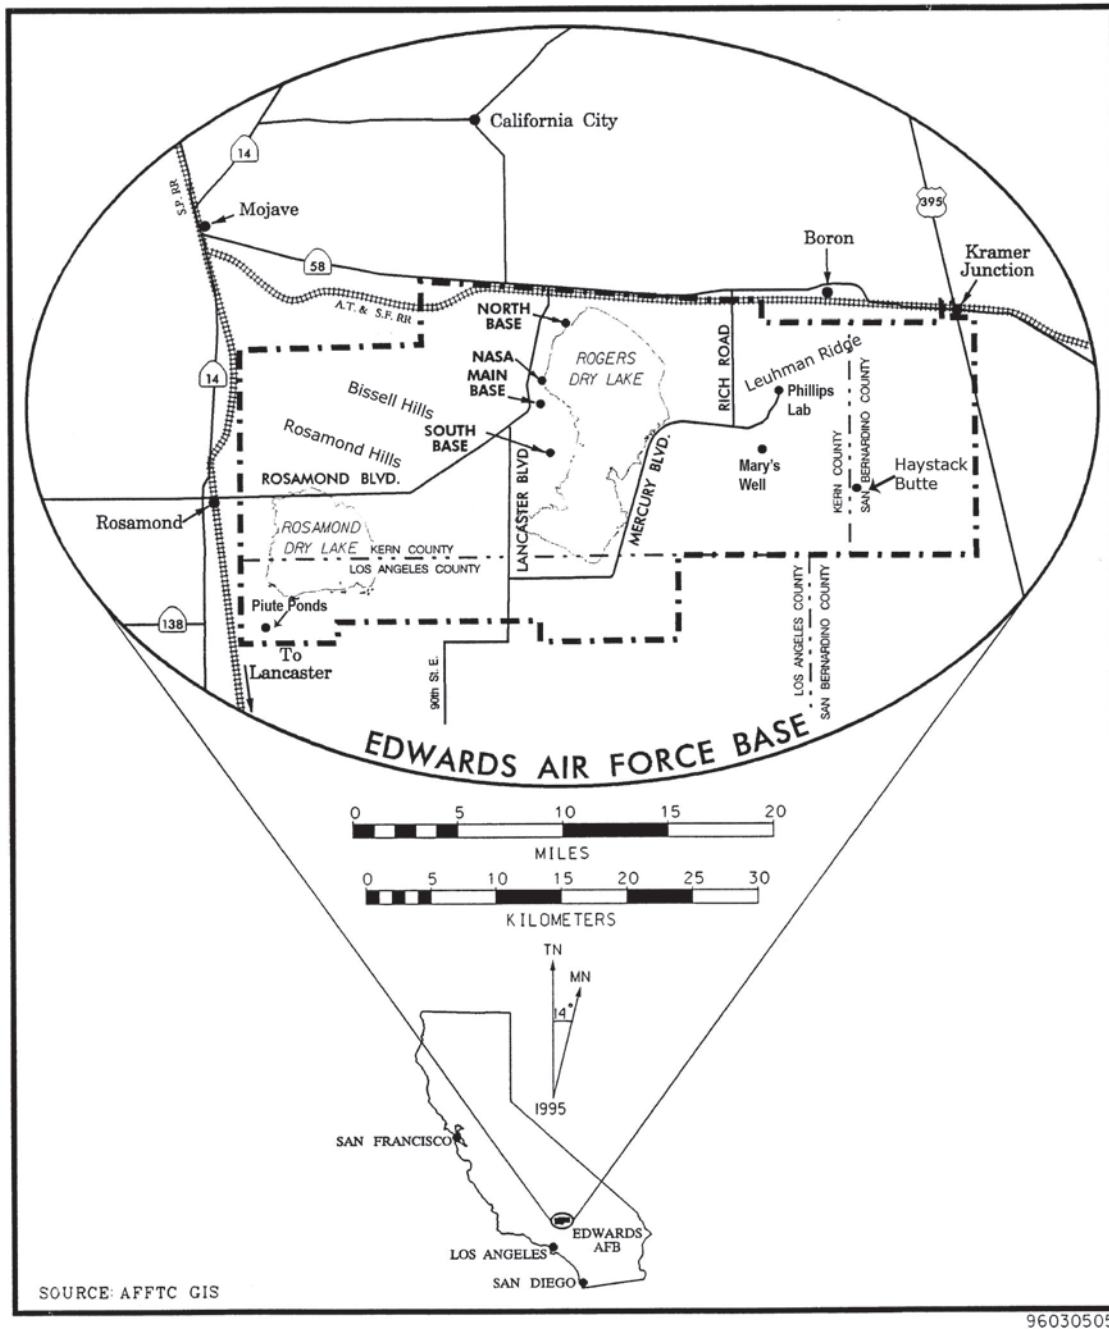 California City
14
S.P. RR
Mojave
395
58
Boron
Kramer
Junction
A.T. & S.F. RR
NORTH
BASE
ROGERS
DRY LAKE
RICH ROAD
Leuhman Ridge
NASA
MAIN
BASE
14
Bissell Hills
Phillips
Lab
KERN COUNTY
SAN BERNARDINO COUNTY
Rosamond Hills
SOUTH
BASE
MERCURY BLVD.
LANCASTER BLVD.
Mary's
Well
Haystack
Butte
ROSAMOND BLVD.
Rosamond
ROSAMOND
DRY LAKE
KERN COUNTY
LOS ANGELES COUNTY
Piute Ponds
138
To
Lancaster
90th St. E.
LOS ANGELES COUNTY
SAN BERNARDINO COUNTY
EDWARDS AIR FORCE BASE
0 5 10 15 20
MILES
0 5 10 15 20 25 30
KILOMETERS
TN
MN
14°
1995
SAN FRANCISCO
EDWARDS
AFB
LOS ANGELES
SAN DIEGO
SOURCE: AFFTC GIS
96030505